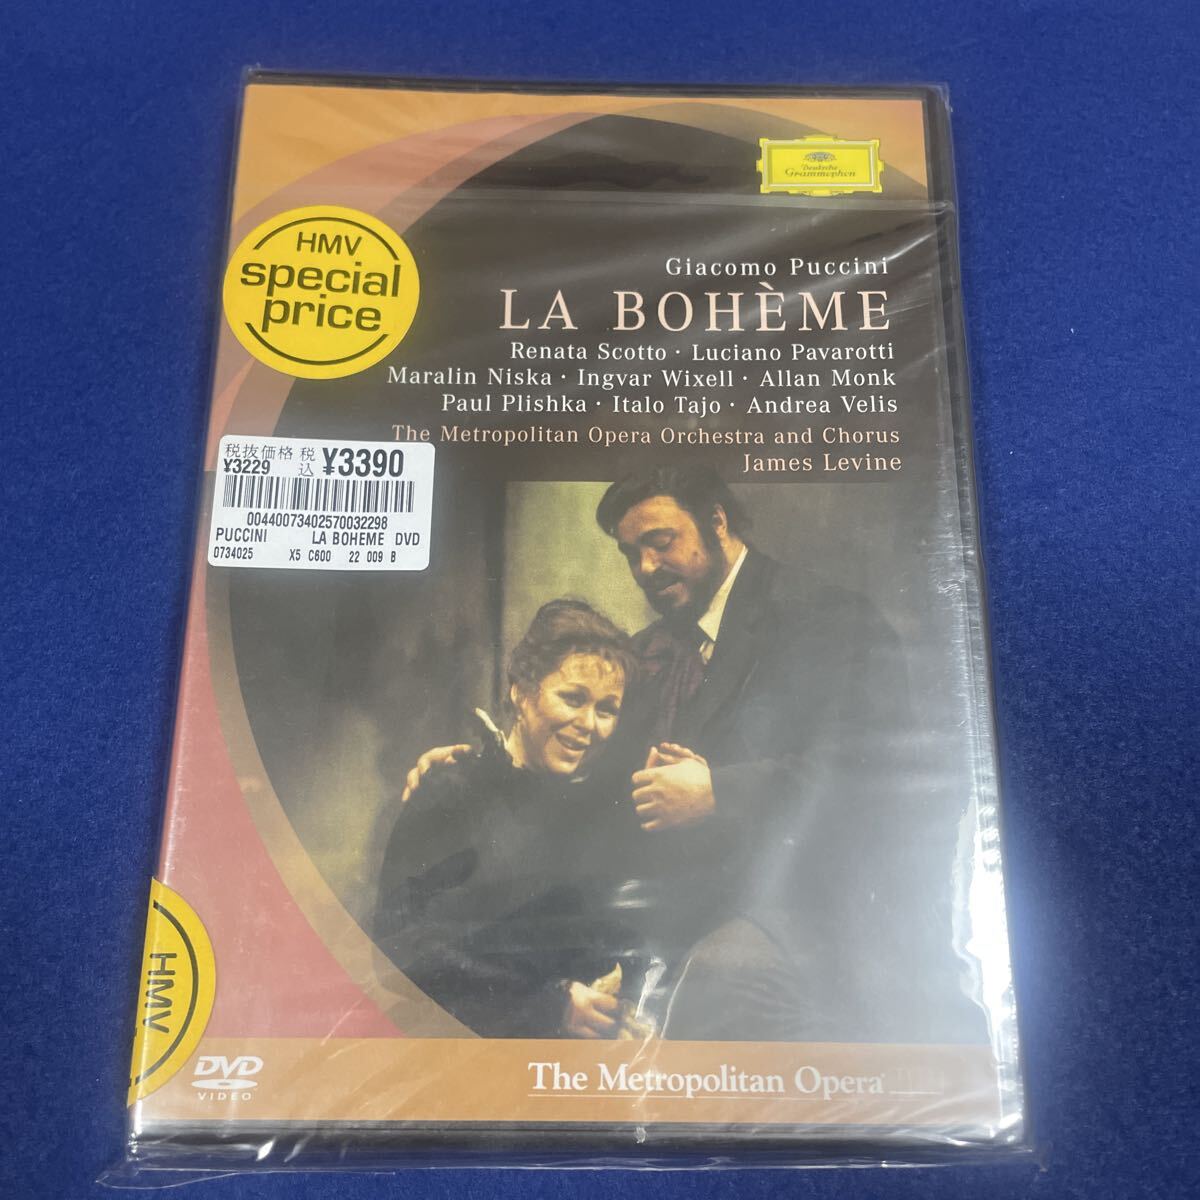 Deutsche
Grammophon
HMV
special
price
Giacomo Puccini
LA BOHÈME
Renata Scotto · Luciano Pavarotti
Maralin Niska · Ingvar Wixell · Allan Monk
Paul Plishka · Italo Tajo · Andrea Velis
The Metropolitan Opera Orchestra and Chorus
James Levine
税抜価格 税込
¥3229 ¥3390
00440073402570032298
PUCCINI LA BOHEME DVD
0734025 X5 C600 22 009 B
HMV
DVD
VIDEO
The Metropolitan Opera